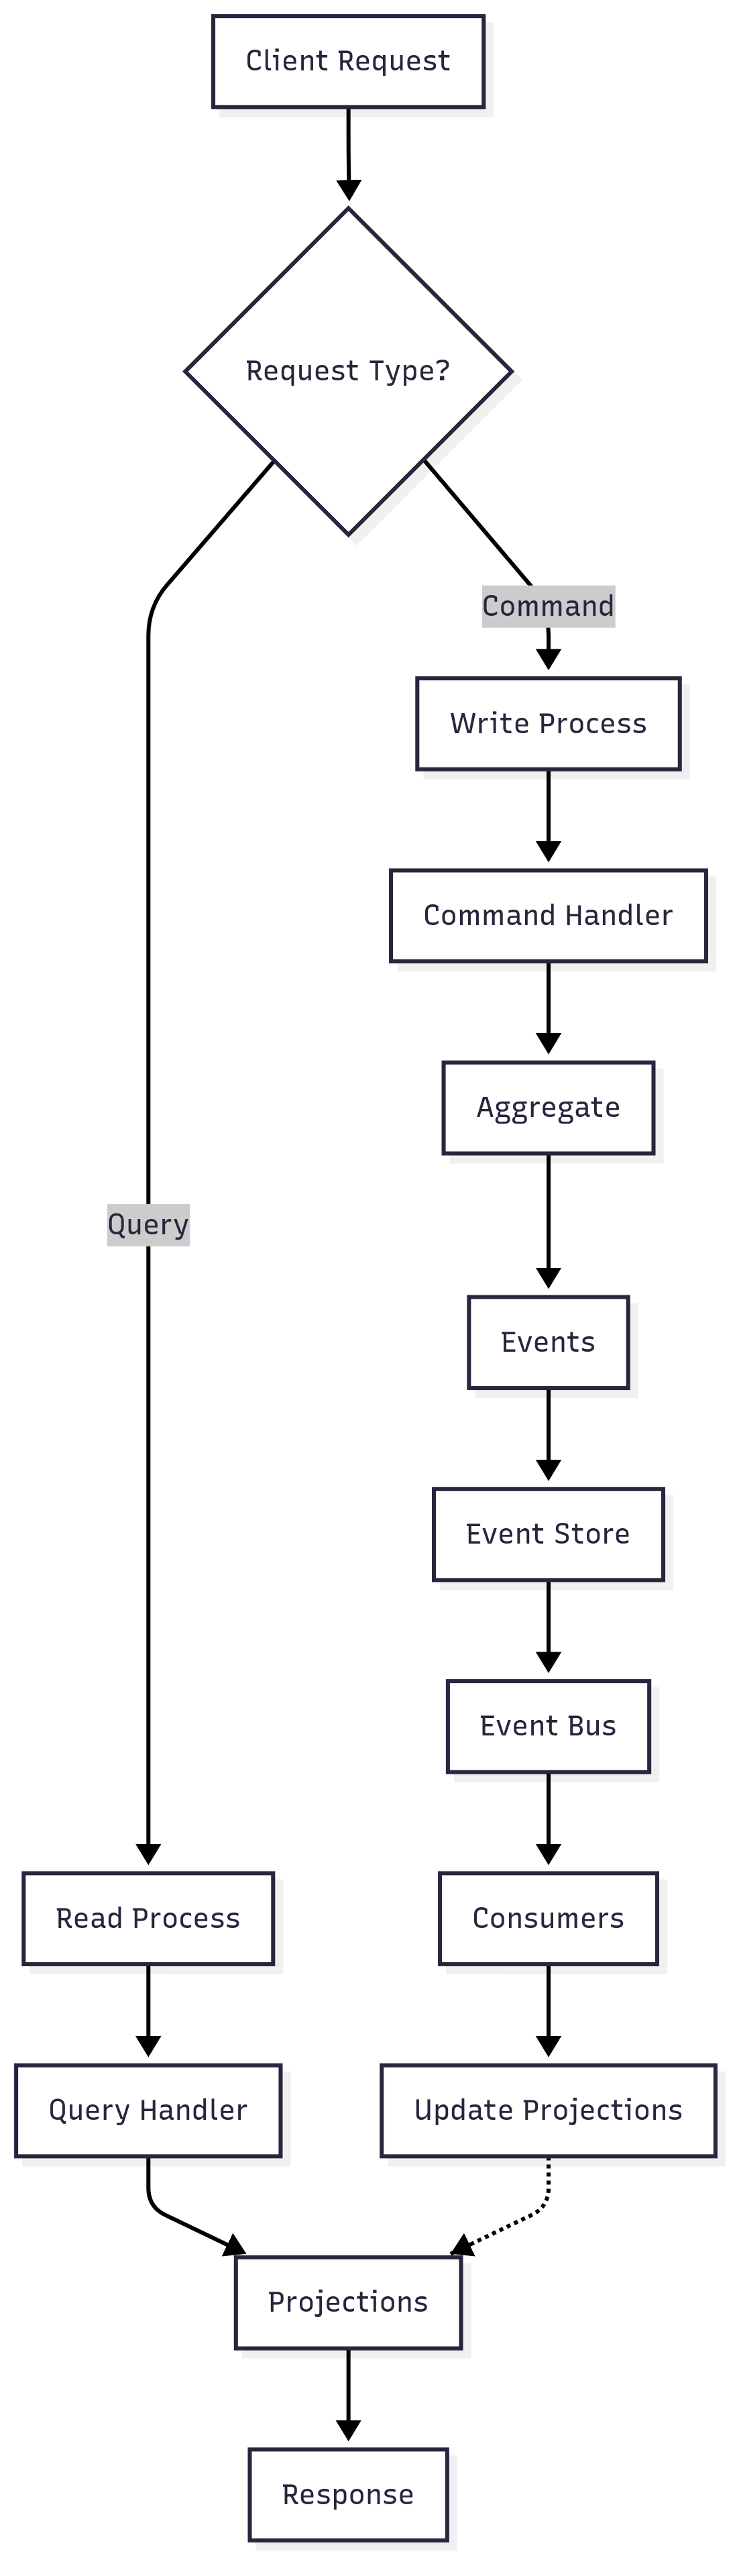 Client Request
Request Type?
Command
Write Process
Command Handler
Aggregate
Query
Events
Event Store
Event Bus
Read Process
Consumers
Query Handler
Update Projections
Projections
Response